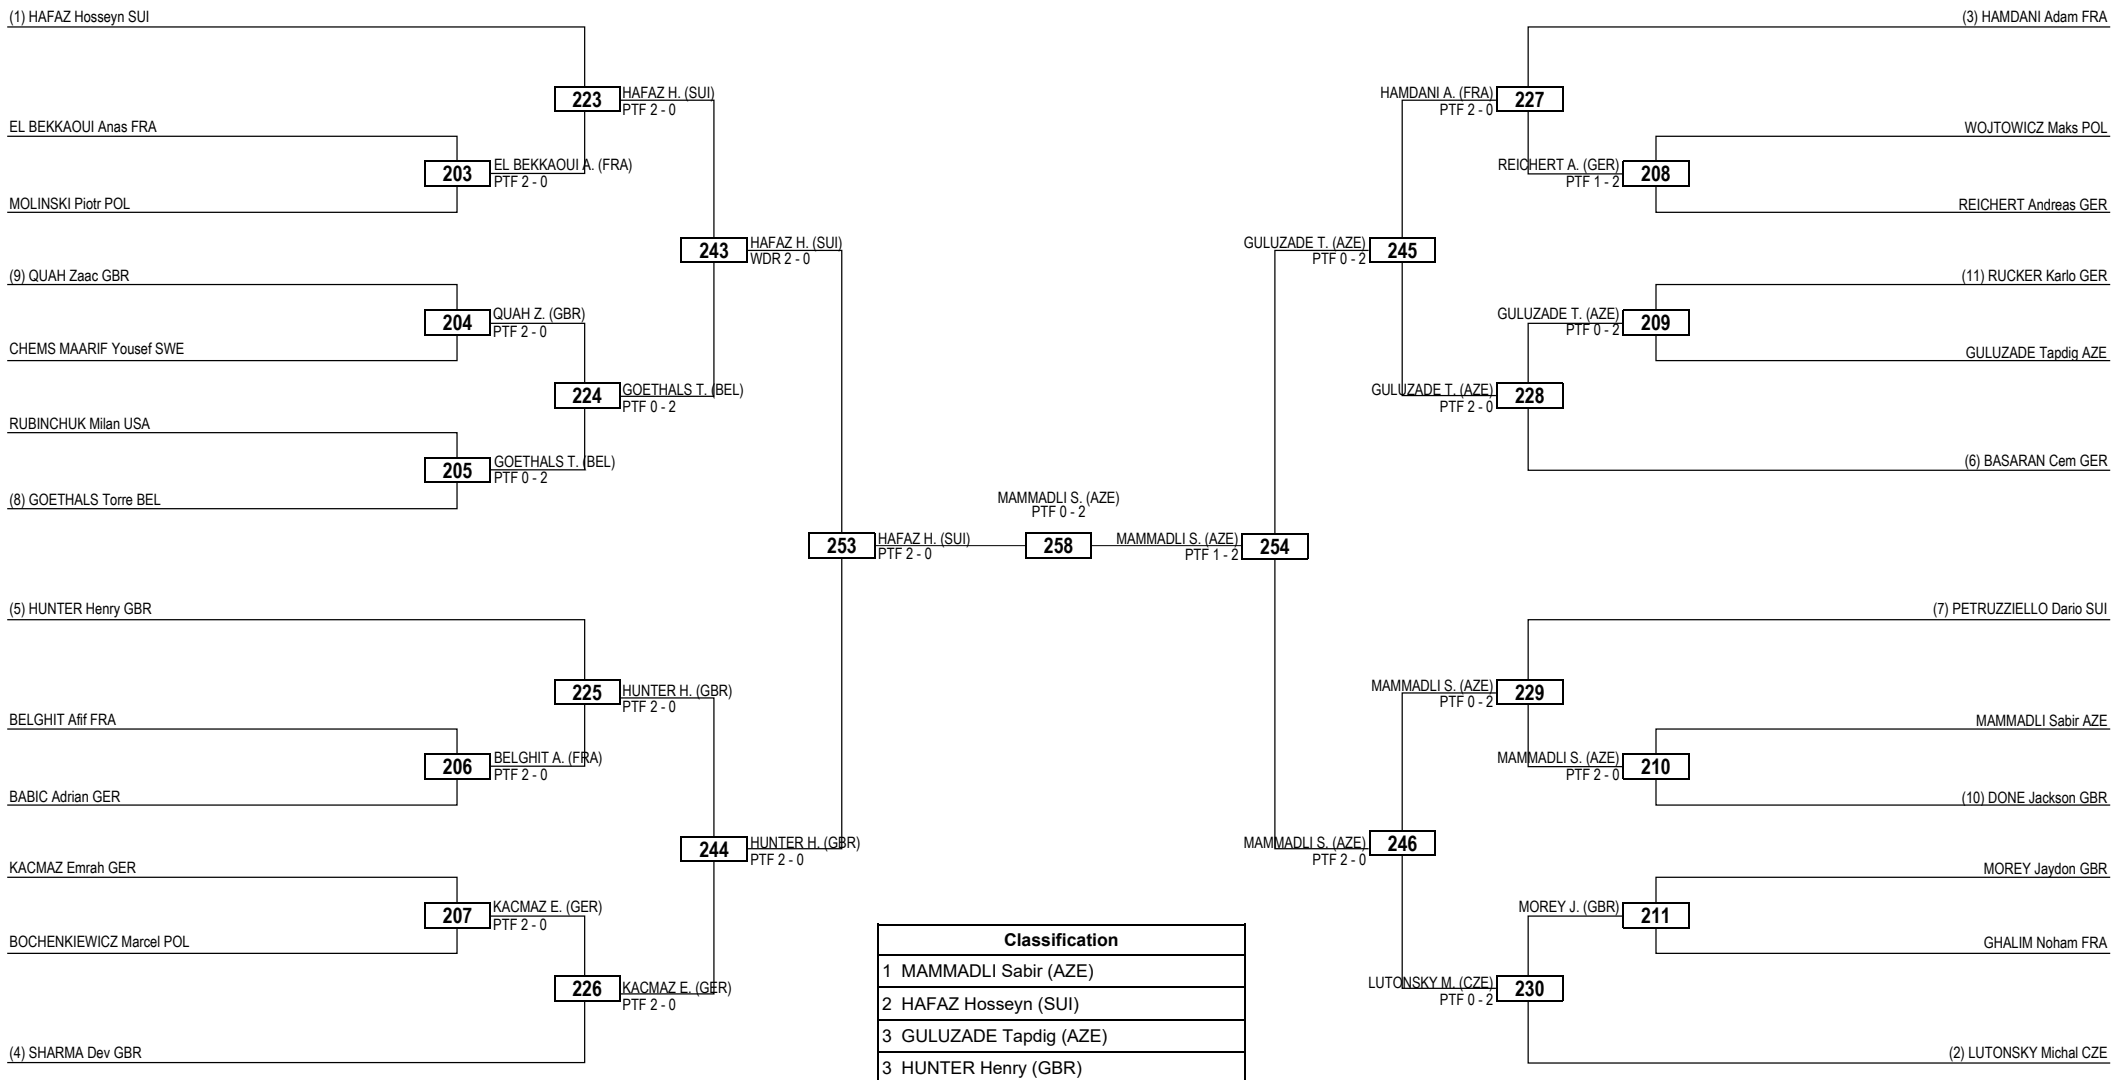 (1) HAFAZ Hosseyn SUI
223
HAFAZ H. (SUI)
PTF 2 - 0
EL BEKKAOUI Anas FRA
203
EL BEKKAOUI A. (FRA)
PTF 2 - 0
MOLINSKI Piotr POL
243
HAFAZ H. (SUI)
WDR 2 - 0
(9) QUAH Zaac GBR
204
QUAH Z. (GBR)
PTF 2 - 0
CHEMS MAARIF Yousef SWE
224
GOETHALS T. (BEL)
PTF 0 - 2
RUBINCHUK Milan USA
205
GOETHALS T. (BEL)
PTF 0 - 2
(8) GOETHALS Torre BEL
253
HAFAZ H. (SUI)
PTF 2 - 0
(5) HUNTER Henry GBR
225
HUNTER H. (GBR)
PTF 2 - 0
BELGHIT Afif FRA
206
BELGHIT A. (FRA)
PTF 2 - 0
BABIC Adrian GER
244
HUNTER H. (GBR)
PTF 2 - 0
KACMAZ Emrah GER
207
KACMAZ E. (GER)
PTF 2 - 0
BOCHENKIEWICZ Marcel POL
226
KACMAZ E. (GER)
PTF 2 - 0
(4) SHARMA Dev GBR
MAMMADLI S. (AZE)
PTF 0 - 2
258
(3) HAMDANI Adam FRA
HAMDANI A. (FRA)
PTF 2 - 0
227
WOJTOWICZ Maks POL
REICHERT A. (GER)
PTF 1 - 2
208
REICHERT Andreas GER
GULUZADE T. (AZE)
PTF 0 - 2
245
(11) RUCKER Karlo GER
GULUZADE T. (AZE)
PTF 0 - 2
209
GULUZADE Tapdig AZE
GULUZADE T. (AZE)
PTF 2 - 0
228
(6) BASARAN Cem GER
MAMMADLI S. (AZE)
PTF 1 - 2
254
(7) PETRUZZIELLO Dario SUI
MAMMADLI S. (AZE)
PTF 0 - 2
229
MAMMADLI Sabir AZE
MAMMADLI S. (AZE)
PTF 2 - 0
210
(10) DONE Jackson GBR
MAMMADLI S. (AZE)
PTF 2 - 0
246
MOREY Jaydon GBR
MOREY J. (GBR)
211
GHALIM Noham FRA
LUTONSKY M. (CZE)
PTF 0 - 2
230
(2) LUTONSKY Michal CZE
Classification
1 MAMMADLI Sabir (AZE)
2 HAFAZ Hosseyn (SUI)
3 GULUZADE Tapdig (AZE)
3 HUNTER Henry (GBR)